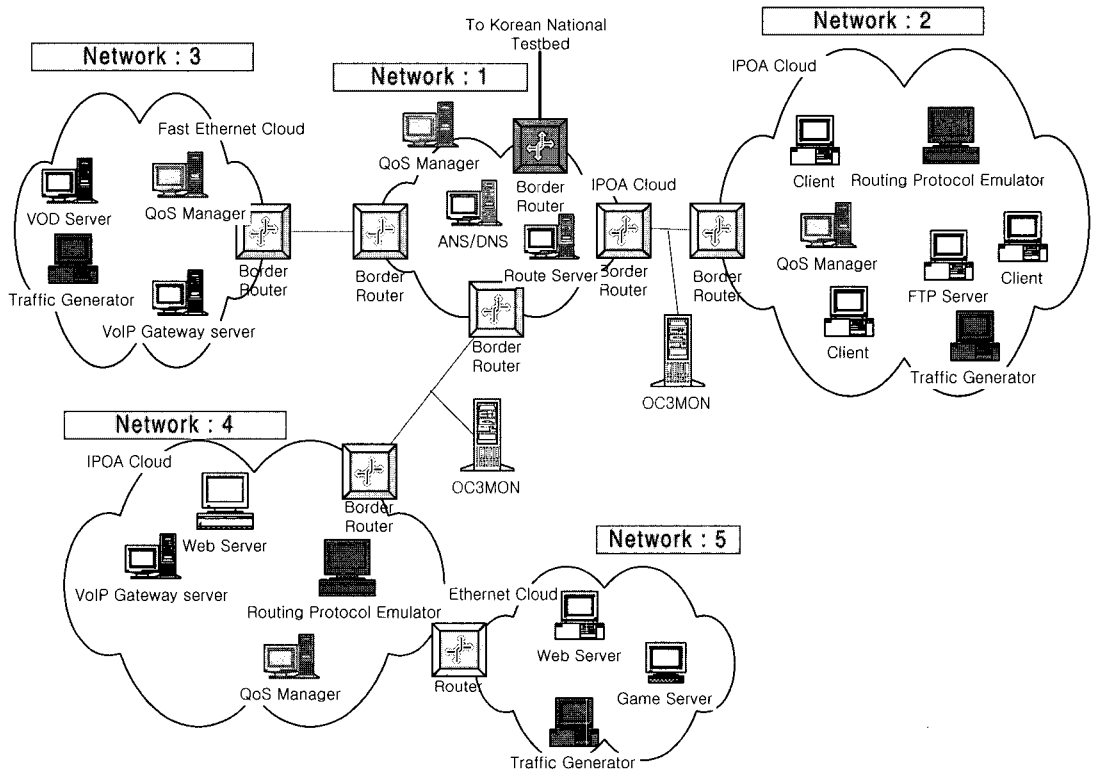 To Korean National
Testbed
Network : 3
Network : 1
Network : 2
IPOA Cloud
Fast Ethernet Cloud
QoS Manager
Border
Router
IPOA Cloud
Client
Routing Protocol Emulator
VOD Server
QoS Manager
ANS/DNS
QoS Manager
Client
Route Server
Border
Router
Border
Router
Border
Router
Border
Router
FTP Server
Traffic Generator
VoIP Gateway server
Border
Router
Client
Traffic Generator
OC3MON
Network : 4
IPOA Cloud
OC3MON
Border
Router
Web Server
Network : 5
VoIP Gateway server
Routing Protocol Emulator
Ethernet Cloud
Web Server
QoS Manager
Router
Game Server
Traffic Generator